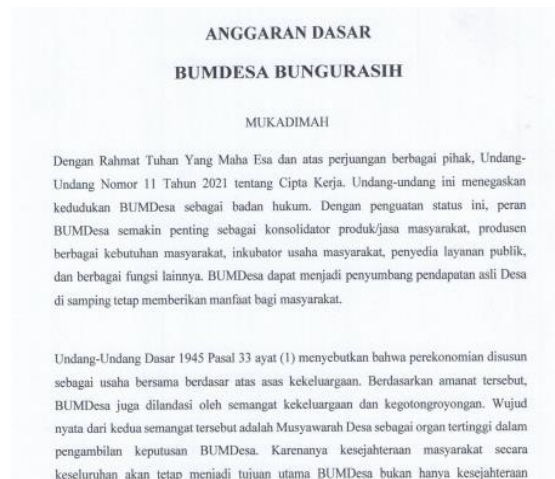 ANGGARAN DASAR
BUMDESA BUNGURASIH
MUKADIMAH
Dengan Rahmat Tuhan Yang Maha Esa dan atas perjuangan berbagai pihak, Undang-
Undang Nomor 11 Tahun 2021 tentang Cipta Kerja. Undang-undang ini menegaskan
kedudukan BUMDesa sebagai badan hukum. Dengan penguatan status ini, peran
BUMDesa semakin penting sebagai konsolidator produk/jasa masyarakat, produsen
berbagai kebutuhan masyarakat, inkubator usaha masyarakat, penyedia layanan publik,
dan berbagai fungsi lainnya. BUMDesa dapat menjadi penyumbang pendapatan asli Desa
di samping tetap memberikan manfaat bagi masyarakat.
Undang-Undang Dasar 1945 Pasal 33 ayat (1) menyebutkan bahwa perekonomian disusun
sebagai usaha bersama berdasar atas asas kekeluargaan. Berdasarkan amanat tersebut,
BUMDesa juga dilandasi oleh semangat kekeluargaan dan kegotongroyongan. Wujud
nyata dari kedua semangat tersebut adalah Musyawarah Desa sebagai organ tertinggi dalam
pengambilan keputusan BUMDesa. Karenanya kesejahteraan masyarakat secara
keseluruhan akan tetap menjadi tujuan utama BUMDesa bukan hanya kesejahteraan